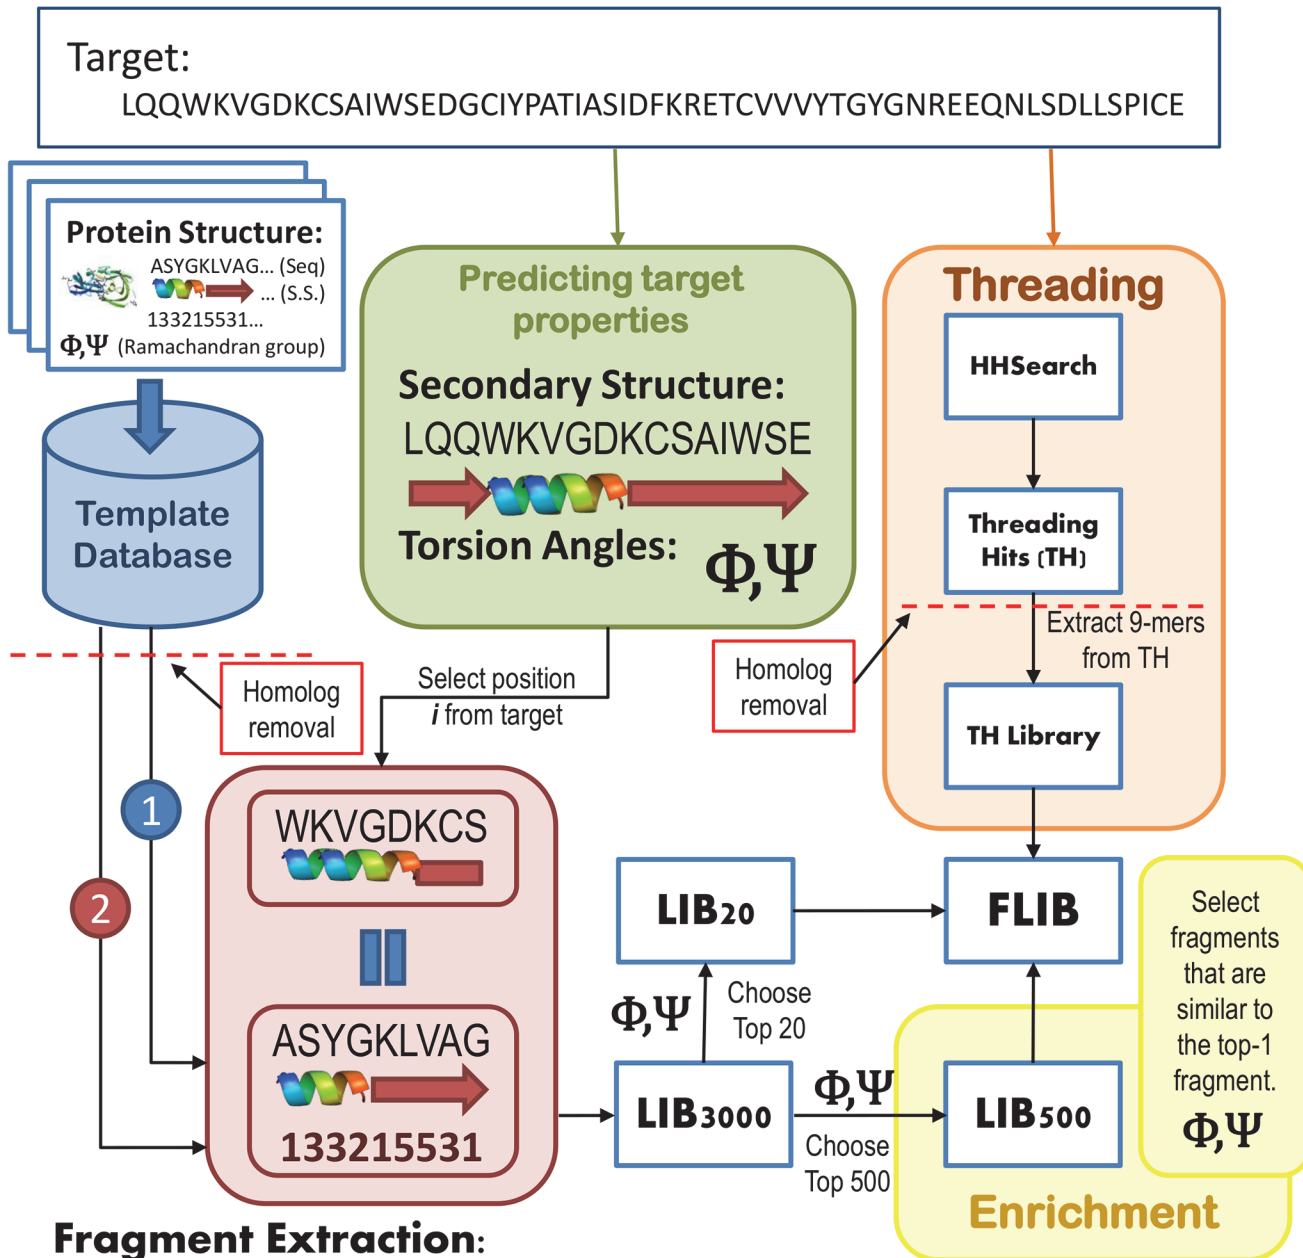 Target:
LQQWKVGDKCSAIWSEDGCIYPATIASIDFKRETCVVVYTGYGNREEQNLSDLLSPICE
Protein Structure:
ASYGKLVAG... (Seq)
... (S.S.)
133215531...
Φ,Ψ (Ramachandran group)
Template
Database
Predicting target
properties
Secondary Structure:
LQQWKVGDKCSAIWSE
Torsion Angles: Φ,Ψ
Threading
HHSearch
Threading
Hits (TH)
Extract 9-mers
from TH
Homolog
removal
TH Library
Homolog
removal
Select position
i from target
1
2
WKVGDKCS
ASYGKLVAG
133215531
Fragment Extraction:
LIB20
FLIB
Φ,Ψ
Choose
Top 20
LIB3000
Φ,Ψ
Choose
Top 500
LIB500
Enrichment
Select
fragments
that are
similar to
the top-1
fragment.
Φ,Ψ